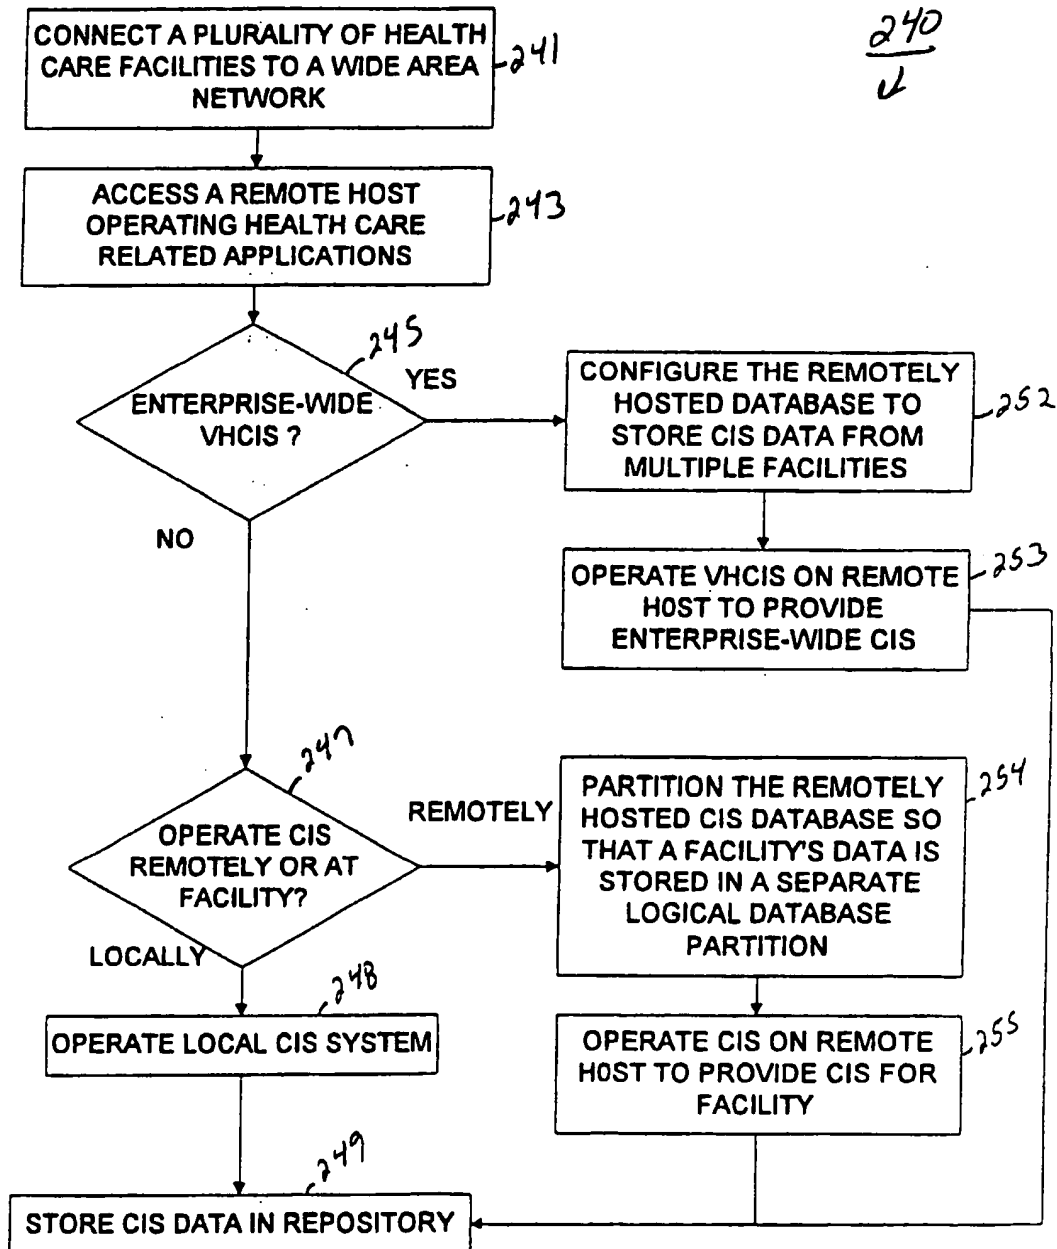 240
CONNECT A PLURALITY OF HEALTH
CARE FACILITIES TO A WIDE AREA
NETWORK
241
ACCESS A REMOTE HOST
OPERATING HEALTH CARE
RELATED APPLICATIONS
243
245
ENTERPRISE-WIDE
VHCIS ?
YES
NO
CONFIGURE THE REMOTELY
HOSTED DATABASE TO
STORE CIS DATA FROM
MULTIPLE FACILITIES
252
OPERATE VHCIS ON REMOTE
HOST TO PROVIDE
ENTERPRISE-WIDE CIS
253
247
OPERATE CIS
REMOTELY OR AT
FACILITY?
REMOTELY
LOCALLY
PARTITION THE REMOTELY
HOSTED CIS DATABASE SO
THAT A FACILITY'S DATA IS
STORED IN A SEPARATE
LOGICAL DATABASE
PARTITION
254
248
OPERATE LOCAL CIS SYSTEM
OPERATE CIS ON REMOTE
HOST TO PROVIDE CIS FOR
FACILITY
255
249
STORE CIS DATA IN REPOSITORY